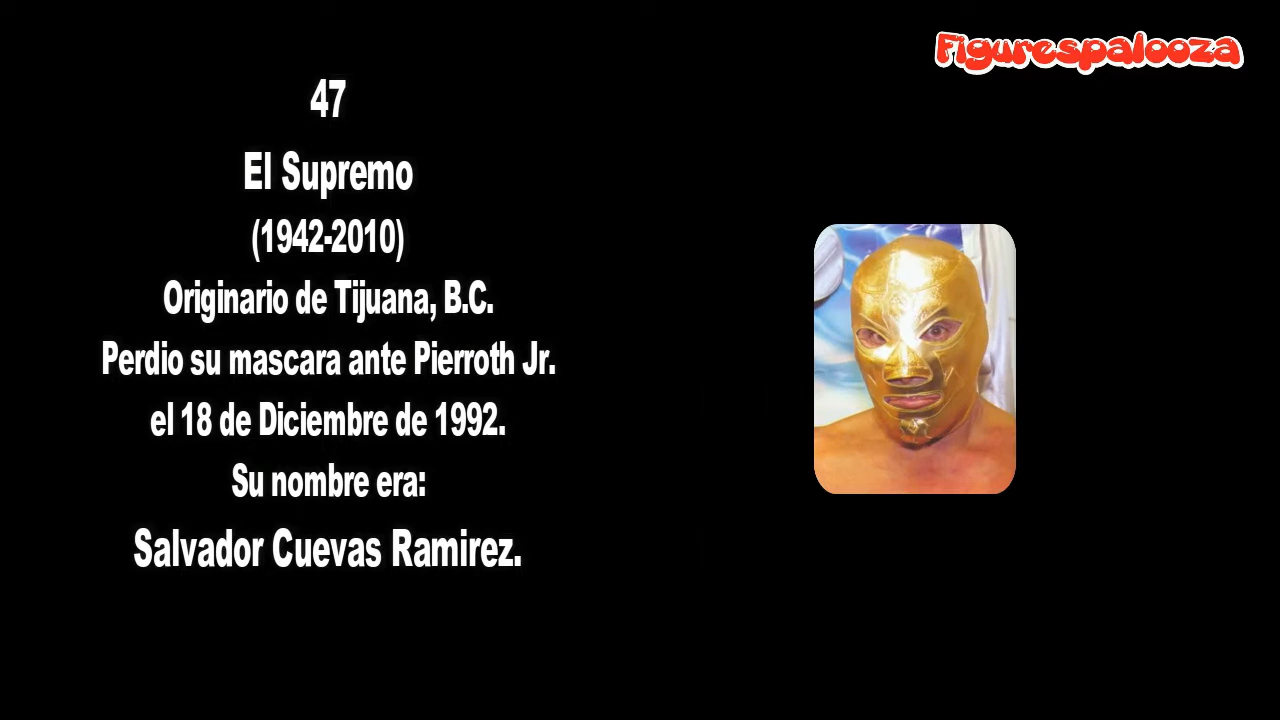 Figurespalooza
47
El Supremo
(1942-2010)
Originario de Tijuana, B.C.
Perdio su mascara ante Pierroth Jr.
el 18 de Diciembre de 1992.
Su nombre era:
Salvador Cuevas Ramirez.